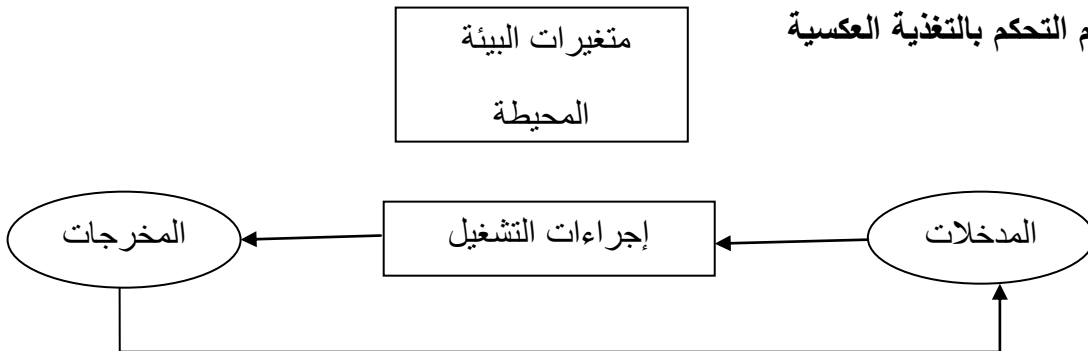 م التحكم بالتغذية العكسية
متغيرات البيئة
المحيطة
المدخلات
إجراءات التشغيل
المخرجات